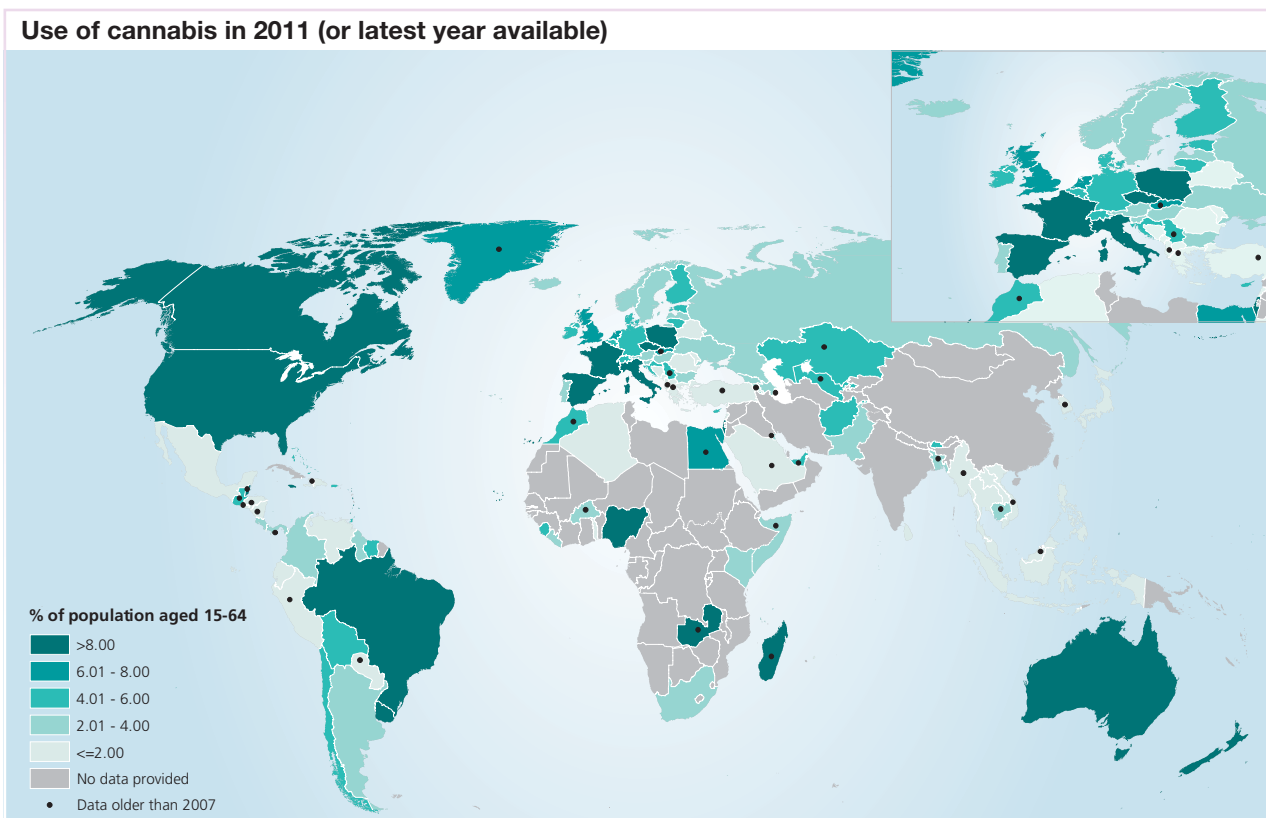 Use of cannabis in 2011 (or latest year available)
% of population aged 15-64
>8.00
6.01 - 8.00
4.01 - 6.00
2.01 - 4.00
<=2.00
No data provided
Data older than 2007